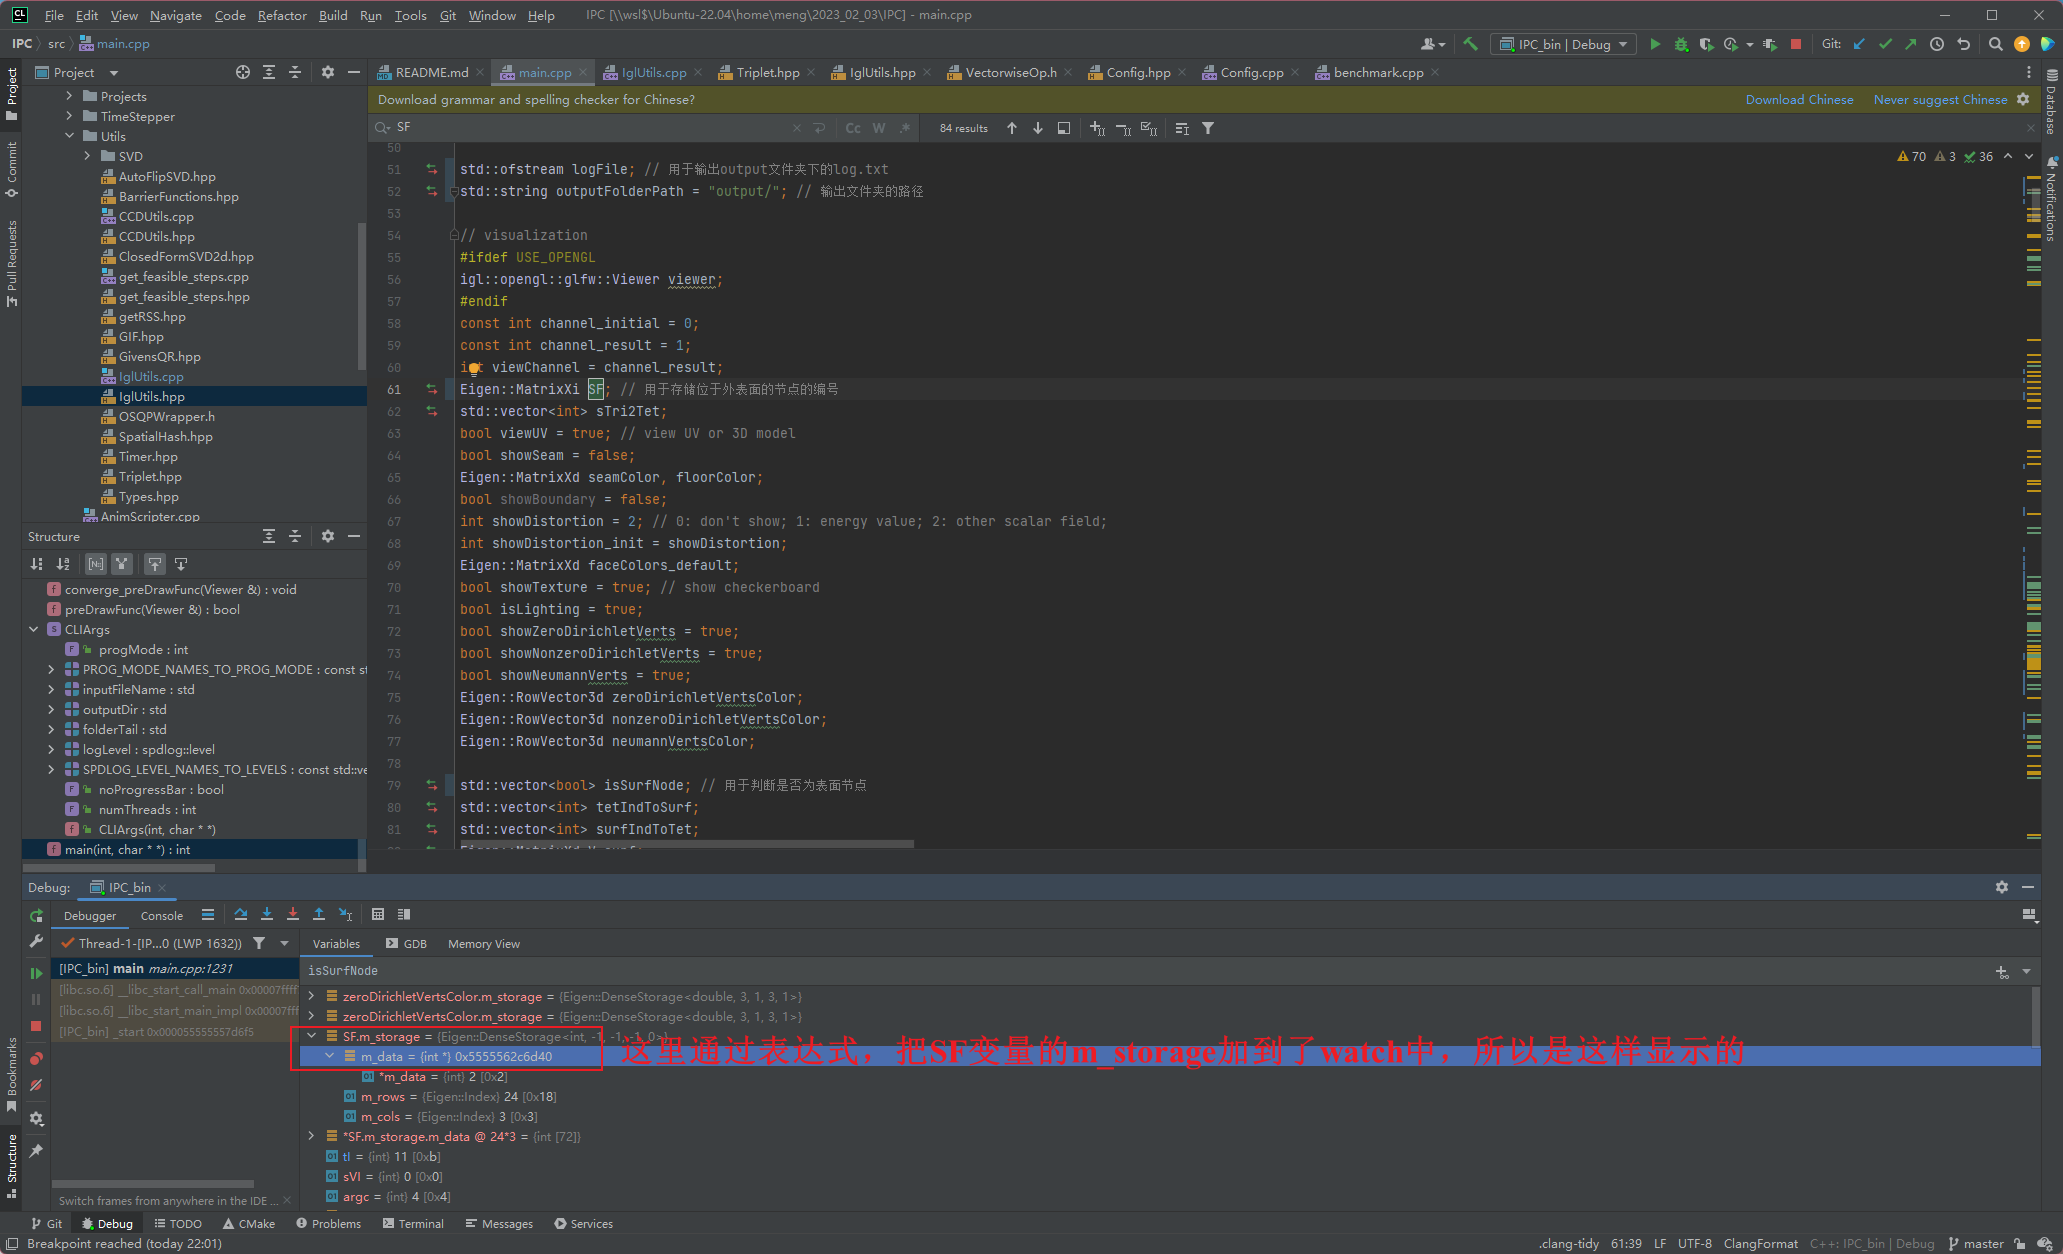 File Edit View Navigate Code Refactor Build Run Tools Git Window Help IPC [\\wsl$\Ubuntu-22.04\home\meng\2023_02_03\IPC] - main.cpp
IPC src main.cpp IPC_bin | Debug Git:
Project README.md main.cpp IglUtils.cpp Triplet.hpp IglUtils.hpp VectorwiseOp.h Config.hpp Config.cpp benchmark.cpp
Download grammar and spelling checker for Chinese? Download Chinese Never suggest Chinese
SF Cc W .* 84 results
70 3 36
Project
Commit
Pull Requests
Bookmarks
Structure
Database
Notifications
Projects
TimeStepper
Utils
SVD
AutoFlipSVD.hpp
BarrierFunctions.hpp
CCDUtils.cpp
CCDUtils.hpp
ClosedFormSVD2d.hpp
get_feasible_steps.cpp
get_feasible_steps.hpp
getRSS.hpp
GIF.hpp
GivensQR.hpp
IglUtils.cpp
IglUtils.hpp
OSQPWrapper.h
SpatialHash.hpp
Timer.hpp
Triplet.hpp
Types.hpp
AnimScripter.cpp
50
51 std::ofstream logFile; // 用于输出output文件夹下的log.txt
52 std::string outputFolderPath = "output/"; // 输出文件夹的路径
53
54 // visualization
55 #ifdef USE_OPENGL
56 igl::opengl::glfw::Viewer viewer;
57 #endif
58 const int channel_initial = 0;
59 const int channel_result = 1;
60 int viewChannel = channel_result;
61 Eigen::MatrixXi SF; // 用于存储位于外表面的节点的编号
62 std::vector<int> sTri2Tet;
63 bool viewUV = true; // view UV or 3D model
64 bool showSeam = false;
65 Eigen::MatrixXd seamColor, floorColor;
66 bool showBoundary = false;
67 int showDistortion = 2; // 0: don't show; 1: energy value; 2: other scalar field;
68 int showDistortion_init = showDistortion;
69 Eigen::MatrixXd faceColors_default;
70 bool showTexture = true; // show checkerboard
71 bool isLighting = true;
72 bool showZeroDirichletVerts = true;
73 bool showNonzeroDirichletVerts = true;
74 bool showNeumannVerts = true;
75 Eigen::RowVector3d zeroDirichletVertsColor;
76 Eigen::RowVector3d nonzeroDirichletVertsColor;
77 Eigen::RowVector3d neumannVertsColor;
78
79 std::vector<bool> isSurfNode; // 用于判断是否为表面节点
80 std::vector<int> tetIndToSurf;
81 std::vector<int> surfIndToTet;
Structure
converge_preDrawFunc(Viewer &) : void
preDrawFunc(Viewer &) : bool
CLIArgs
progMode : int
PROG_MODE_NAMES_TO_PROG_MODE : const st
inputFileName : std
outputDir : std
folderTail : std
logLevel : spdlog::level
SPDLOG_LEVEL_NAMES_TO_LEVELS : const std::ve
noProgressBar : bool
numThreads : int
CLIArgs(int, char * *)
main(int, char * *) : int
Debug: IPC_bin
Debugger Console
Thread-1-[IP...0 (LWP 1632)] Variables GDB Memory View
[IPC_bin] main main.cpp:1231
[libc.so.6] __libc_start_call_main 0x00007ffff
[libc.so.6] __libc_start_main_impl 0x00007fff
[IPC_bin] _start 0x000055555557d6f5
Switch frames from anywhere in the IDE ...
isSurfNode
zeroDirichletVertsColor.m_storage = {Eigen::DenseStorage<double, 3, 1, 3, 1>}
zeroDirichletVertsColor.m_storage = {Eigen::DenseStorage<double, 3, 1, 3, 1>}
SF.m_storage = {Eigen::DenseStorage<int, -1, -1, -1, 0>}
m_data = {int *} 0x5555562c6d40
这里通过表达式，把SF变量的m_storage加到了watch中，所以是这样显示的
*m_data = {int} 2 [0x2]
m_rows = {Eigen::Index} 24 [0x18]
m_cols = {Eigen::Index} 3 [0x3]
*SF.m_storage.m_data @ 24*3 = {int [72]}
tI = {int} 11 [0xb]
sVI = {int} 0 [0x0]
argc = {int} 4 [0x4]
Git Debug TODO CMake Problems Terminal Messages Services
Breakpoint reached (today 22:01) .clang-tidy 61:39 LF UTF-8 ClangFormat C++: IPC_bin | Debug master